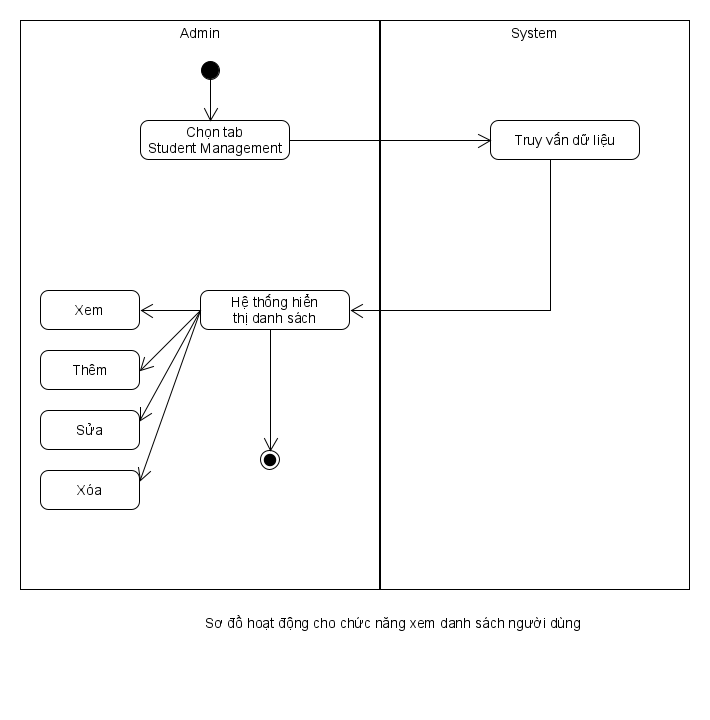 Admin
System
Chọn tab
Student Management
Truy vấn dữ liệu
Hệ thống hiển
thị danh sách
Xem
Thêm
Sửa
Xóa
Sơ đồ hoạt động cho chức năng xem danh sách người dùng